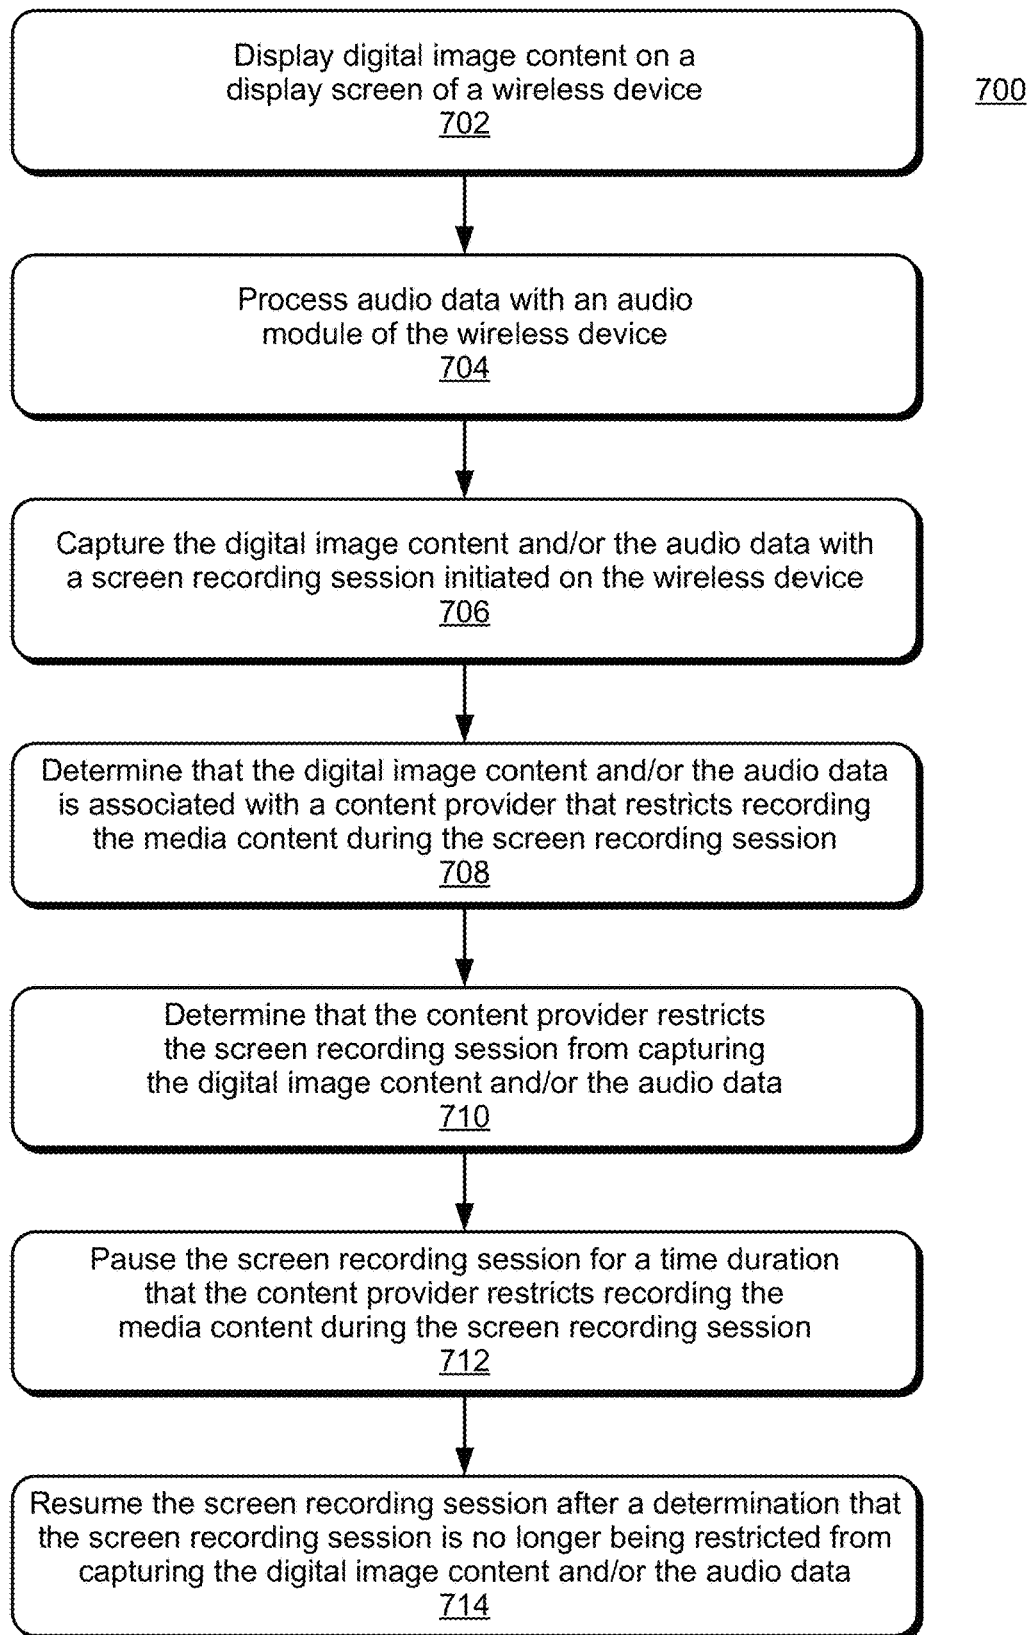 Display digital image content on a
display screen of a wireless device
702
700
Process audio data with an audio
module of the wireless device
704
Capture the digital image content and/or the audio data with
a screen recording session initiated on the wireless device
706
Determine that the digital image content and/or the audio data
is associated with a content provider that restricts recording
the media content during the screen recording session
708
Determine that the content provider restricts
the screen recording session from capturing
the digital image content and/or the audio data
710
Pause the screen recording session for a time duration
that the content provider restricts recording the
media content during the screen recording session
712
Resume the screen recording session after a determination that
the screen recording session is no longer being restricted from
capturing the digital image content and/or the audio data
714